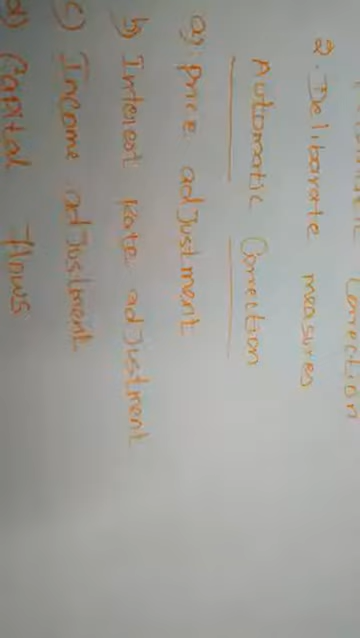 Correction
2. Deliberate measures
Automatic Correction
a) price adjustment
b) Interest Rate adjustment
c) Income adjustment
d) Capital flows